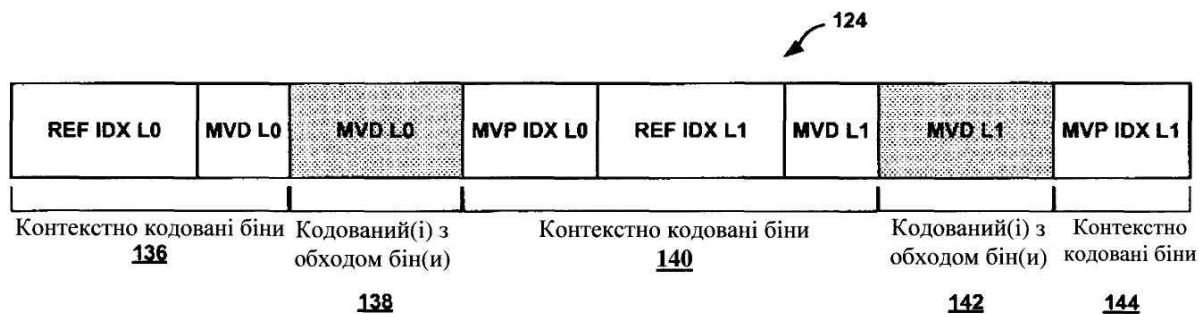 124
REF IDX L0 MVD L0 MVD L0 MVP IDX L0 REF IDX L1 MVD L1 MVD L1 MVP IDX L1
Контекстно кодовані біни
136
Кодований(і) з
обходом бін(и)
138
Контекстно кодовані біни
140
Кодований(і) з
обходом бін(и)
142
Контекстно
кодовані біни
144